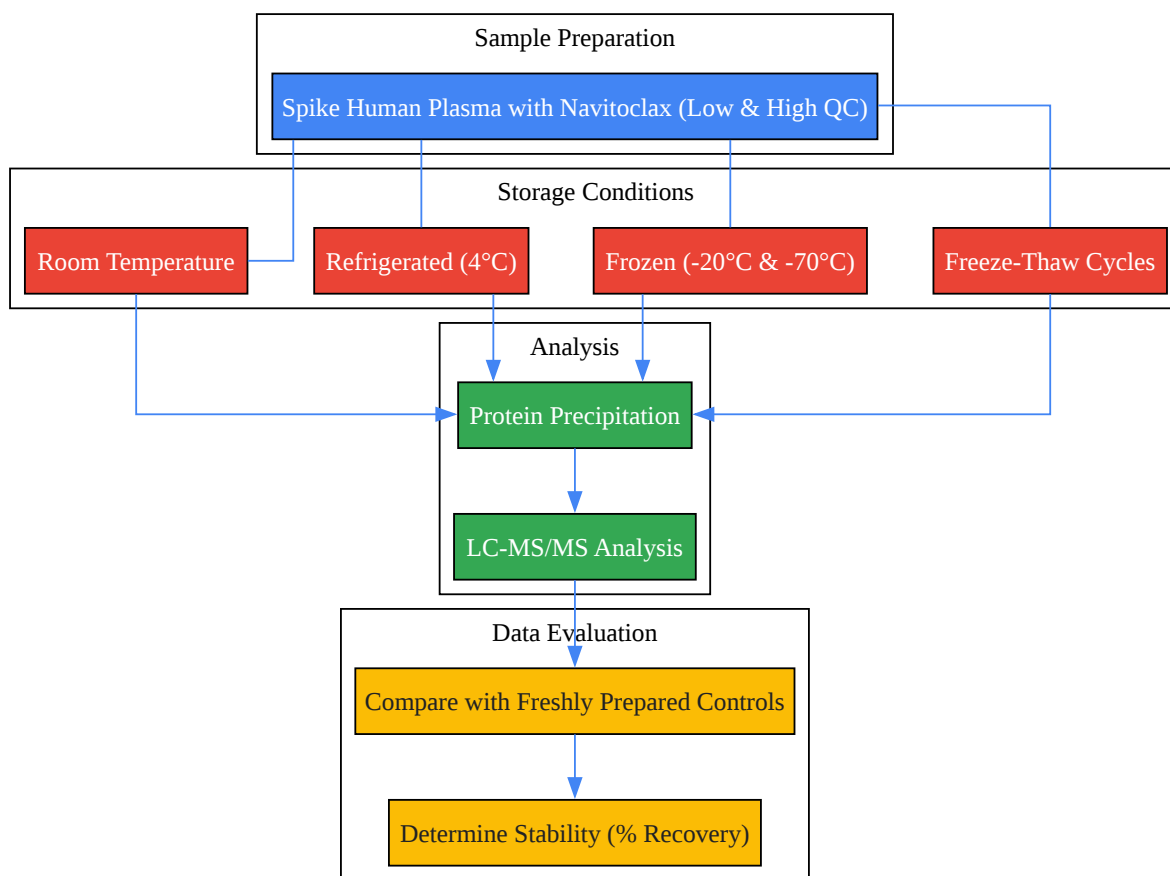 Sample Preparation
Spike Human Plasma with Navitoclax (Low & High QC)
Storage Conditions
Room Temperature
Refrigerated (4°C)
Frozen (-20°C & -70°C)
Freeze-Thaw Cycles
Analysis
Protein Precipitation
LC-MS/MS Analysis
Data Evaluation
Compare with Freshly Prepared Controls
Determine Stability (% Recovery)